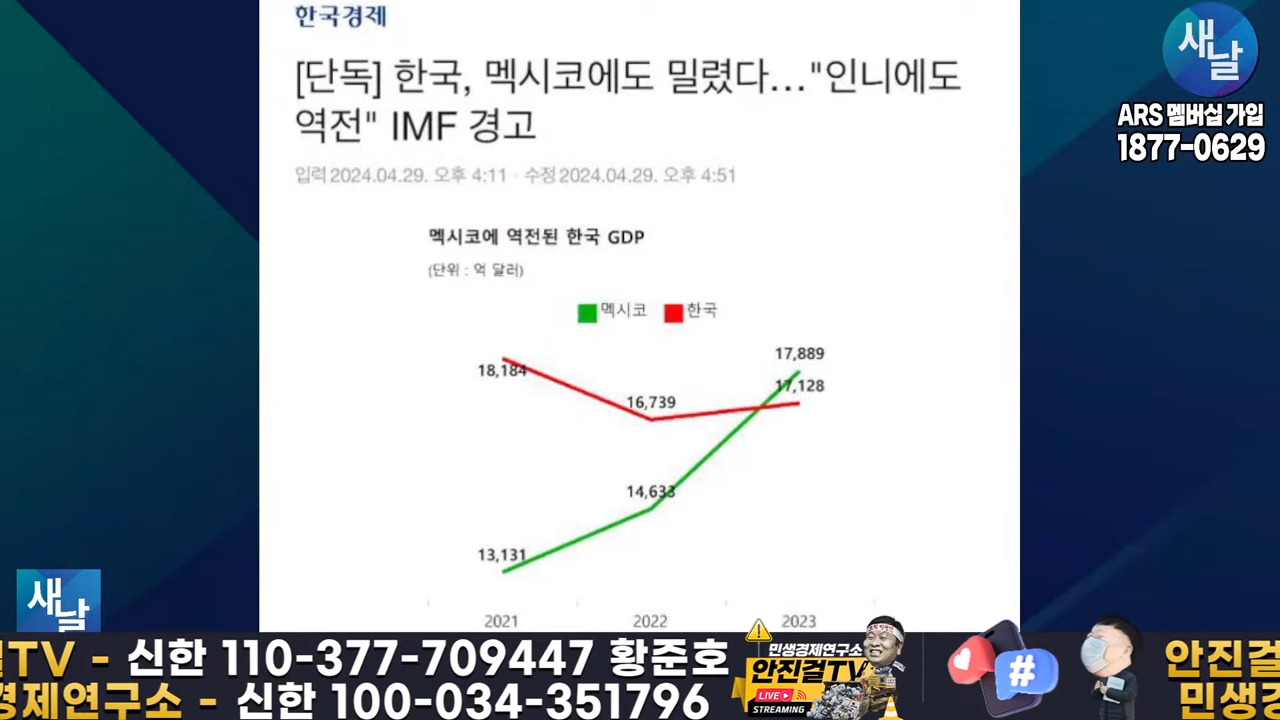 한국경제
[단독] 한국, 멕시코에도 밀렸다..."인니에도
역전" IMF 경고
입력 2024.04.29. 오후 4:11 · 수정 2024.04.29. 오후 4:51
새날
ARS 멤버십 가입
1877-0629
멕시코에 역전된 한국 GDP
(단위 : 억 달러)
멕시코 한국
17,889
18,184
17,128
16,739
14,633
13,131
2021 2022 2023
새날
걸TV - 신한 110-377-709447 황준호
경제연구소 - 신한 100-034-351796
민생경제연구소
안진걸TV
LIVE
STREAMING
#
안진걸
민생경